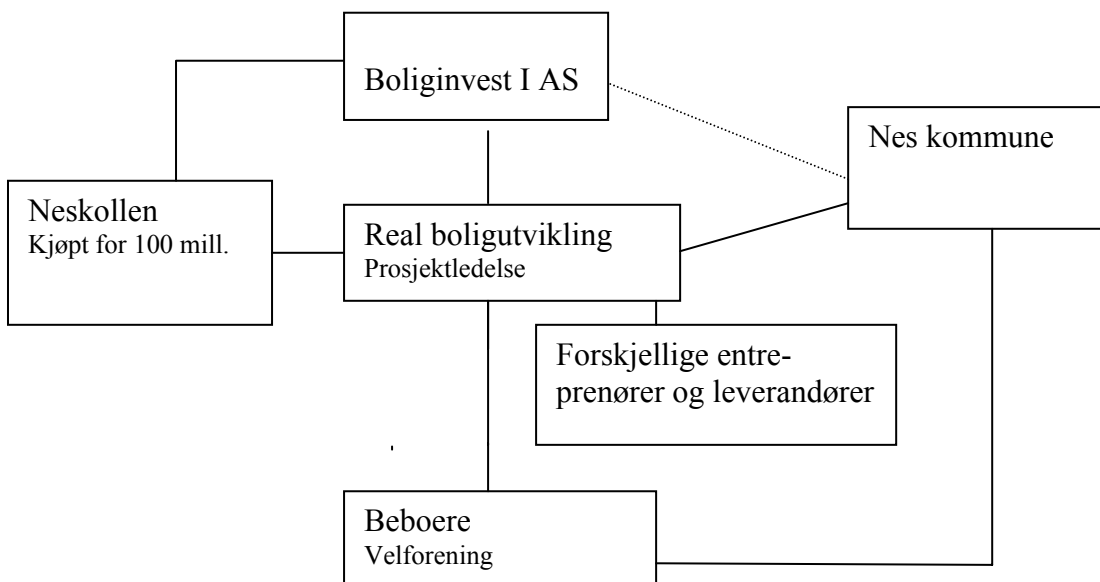 Boliginvest I AS
Nes kommune
Neskollen
Kjøpt for 100 mill.
Real boligutvikling
Prosjektledelse
Forskjellige entre-
prenører og leverandører
Beboere
Velforening